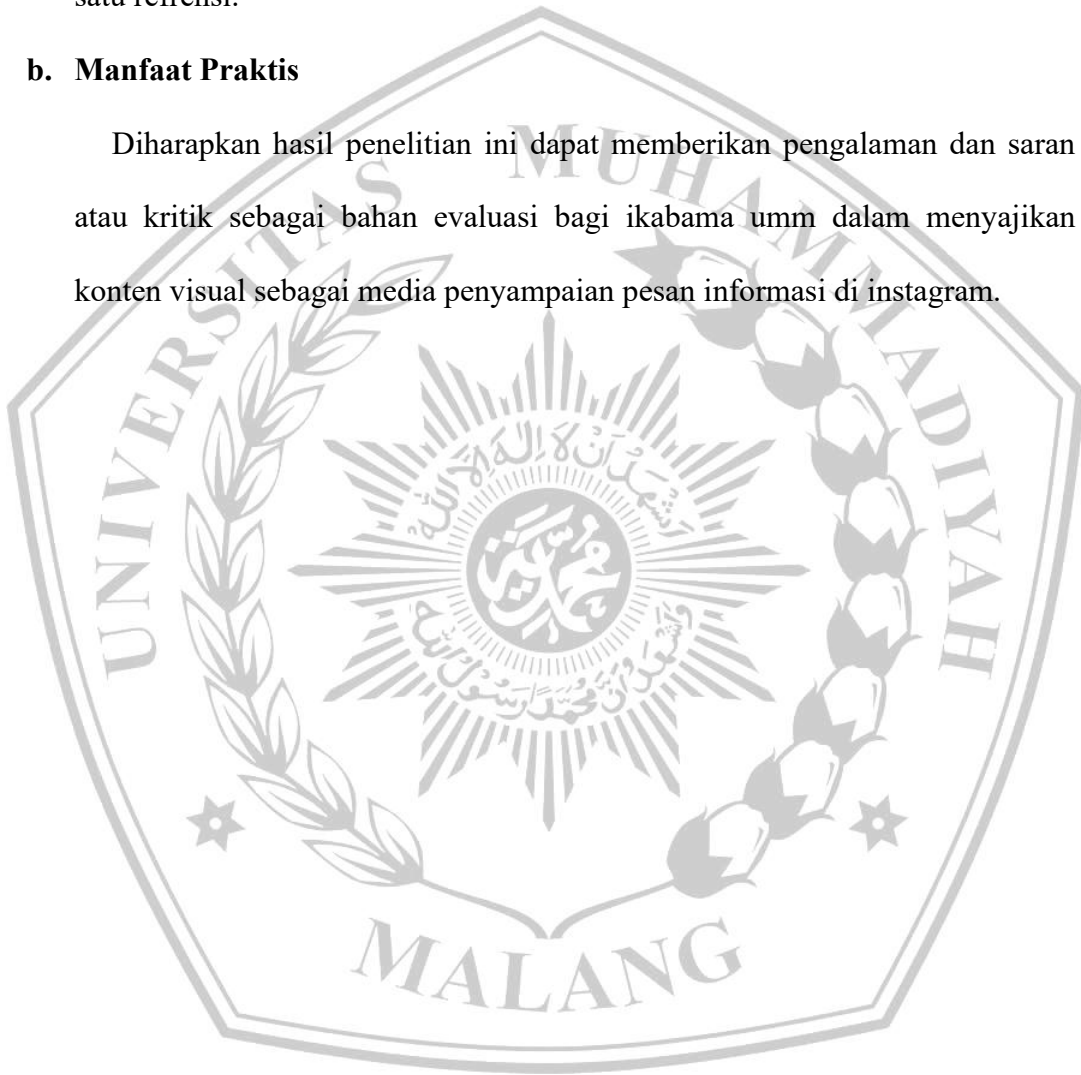 satu refrensi.
b. Manfaat Praktis
Diharapkan hasil penelitian ini dapat memberikan pengalaman dan saran
atau kritik sebagai bahan evaluasi bagi ikabama umm dalam menyajikan
konten visual sebagai media penyampaian pesan informasi di instagram.
UNIVERSITAS MUHAMMADIYAH
MALANG